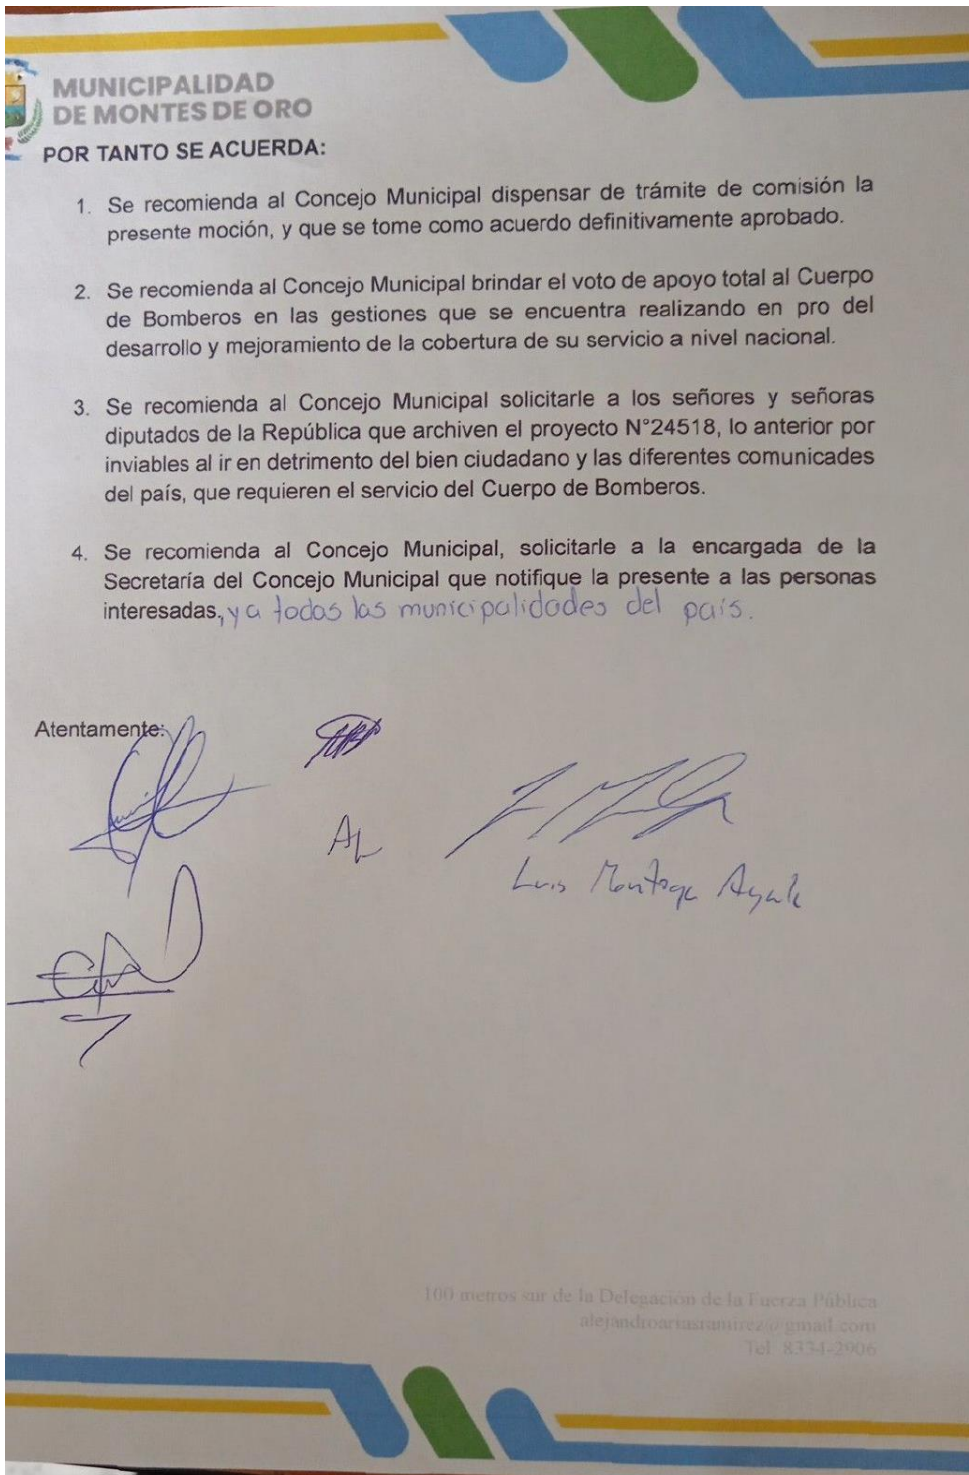 MUNICIPALIDAD
DE MONTES DE ORO
POR TANTO SE ACUERDA:
1. Se recomienda al Concejo Municipal dispensar de trámite de comisión la
presente moción, y que se tome como acuerdo definitivamente aprobado.
2. Se recomienda al Concejo Municipal brindar el voto de apoyo total al Cuerpo
de Bomberos en las gestiones que se encuentra realizando en pro del
desarrollo y mejoramiento de la cobertura de su servicio a nivel nacional.
3. Se recomienda al Concejo Municipal solicitarle a los señores y señoras
diputados de la República que archiven el proyecto N°24518, lo anterior por
inviables al ir en detrimento del bien ciudadano y las diferentes comunicades
del país, que requieren el servicio del Cuerpo de Bomberos.
4. Se recomienda al Concejo Municipal, solicitarle a la encargada de la
Secretaría del Concejo Municipal que notifique la presente a las personas
interesadas, y a todas las municipalidades del país.
Atentamente:
AL
Luis Montoya Ayala
100 metros sur de la Delegación de la Fuerza Pública
alejandroariasramirez@gmail.com
Tel: 8334-2906